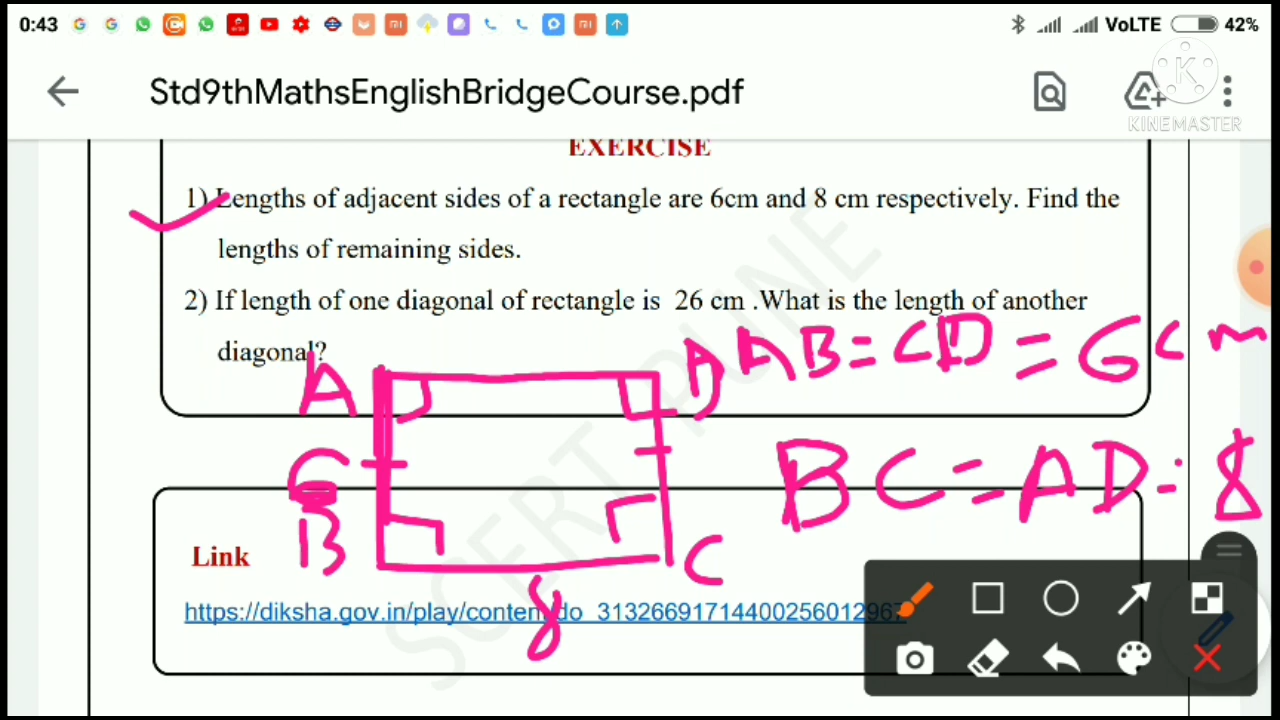 0:43 VoLTE 42%
Std9thMathsEnglishBridgeCourse.pdf
K
KINEMASTER
EXERCISE
1) Lengths of adjacent sides of a rectangle are 6cm and 8 cm respectively. Find the
lengths of remaining sides.
2) If length of one diagonal of rectangle is 26 cm .What is the length of another
diagonal?
A D AB=CD = 6cm
6 BC=AD= 8
B C
8
Link
https://diksha.gov.in/play/content/do_31326691714400256012967
SCERT PUNE